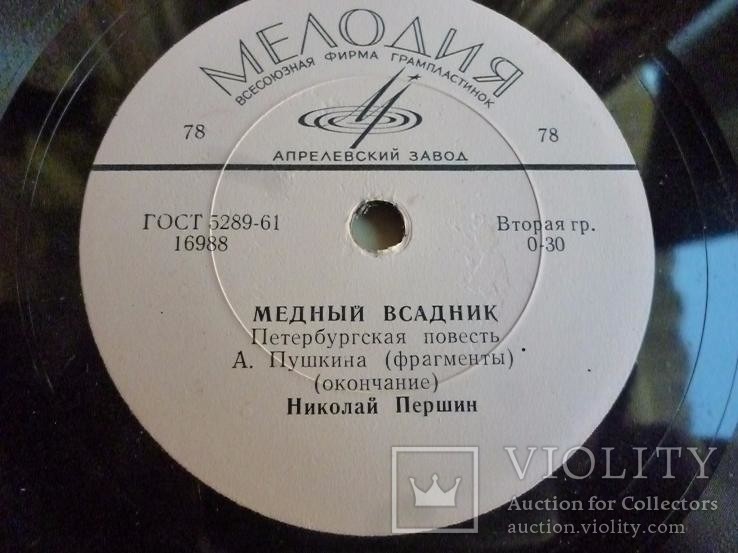 МЕЛОДИЯ
ВСЕСОЮЗНАЯ ФИРМА ГРАМПЛАСТИНОК
78
78
АПРЕЛЕВСКИЙ ЗАВОД
ГОСТ 5289-61
16988
Вторая гр.
0-30
МЕДНЫЙ ВСАДНИК
Петербургская повесть
А. Пушкина (фрагменты)
(окончание)
Николай Першин
VIOLITY
Auction for Collectors
auction.violity.com